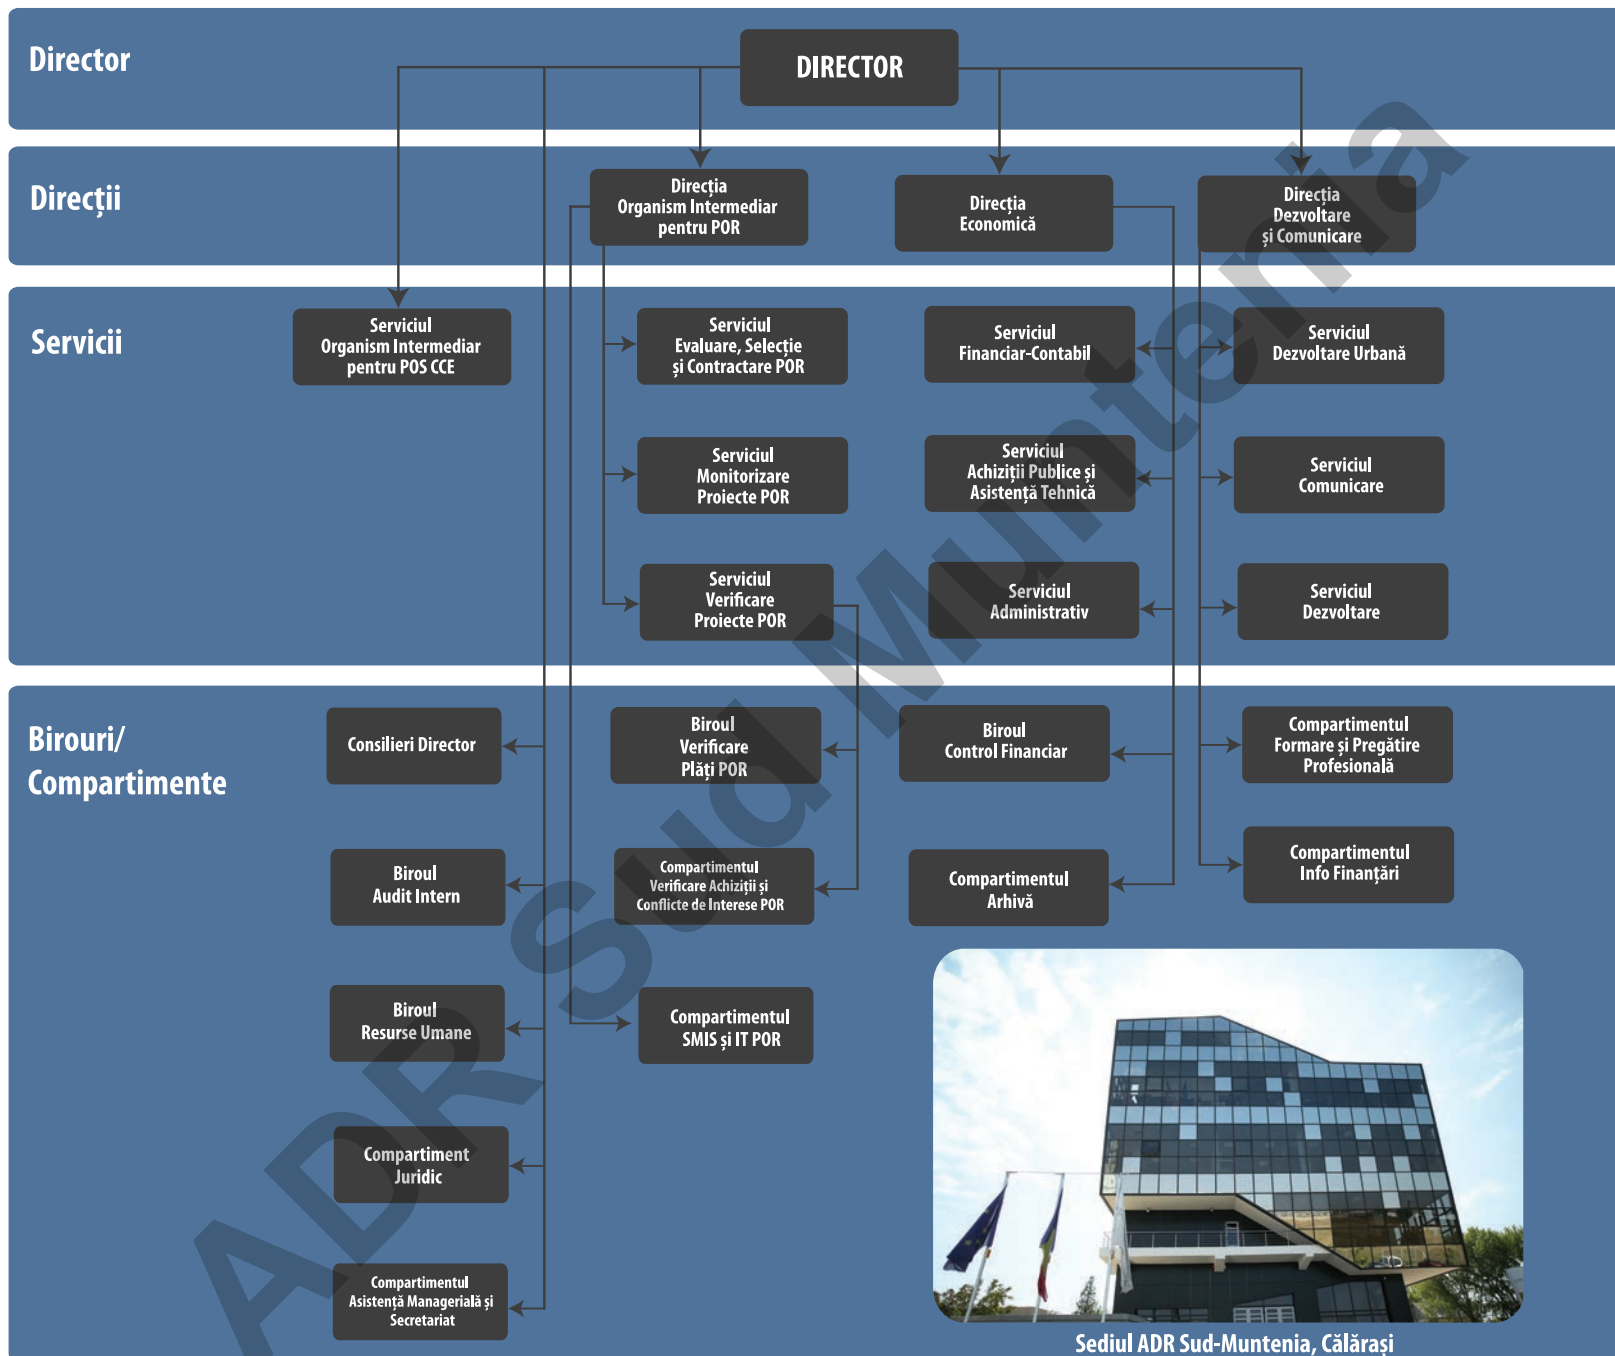 Director
DIRECTOR
Direcții
Direcția
Organism Intermediar
pentru POR
Direcția
Economică
Direcția
Dezvoltare
și Comunicare
Servicii
Serviciul
Organism Intermediar
pentru POS CCE
Serviciul
Evaluare, Selecție
și Contractare POR
Serviciul
Financiar-Contabil
Serviciul
Dezvoltare Urbană
Serviciul
Monitorizare
Proiecte POR
Serviciul
Achiziții Publice și
Asistență Tehnică
Serviciul
Comunicare
Serviciul
Verificare
Proiecte POR
Serviciul
Administrativ
Serviciul
Dezvoltare
Birouri/
Compartimente
Consilieri Director
Biroul
Verificare
Plăți POR
Biroul
Control Financiar
Compartimentul
Formare și Pregătire
Profesională
Biroul
Audit Intern
Compartimentul
Verificare Achiziții și
Conflicte de Interese POR
Compartimentul
Arhivă
Compartimentul
Info Finanțări
Biroul
Resurse Umane
Compartimentul
SMIS și IT POR
Compartiment
Juridic
Compartimentul
Asistență Managerială și
Secretariat
Sediul ADR Sud-Muntenia, Călărași
ADR Sud Muntenia